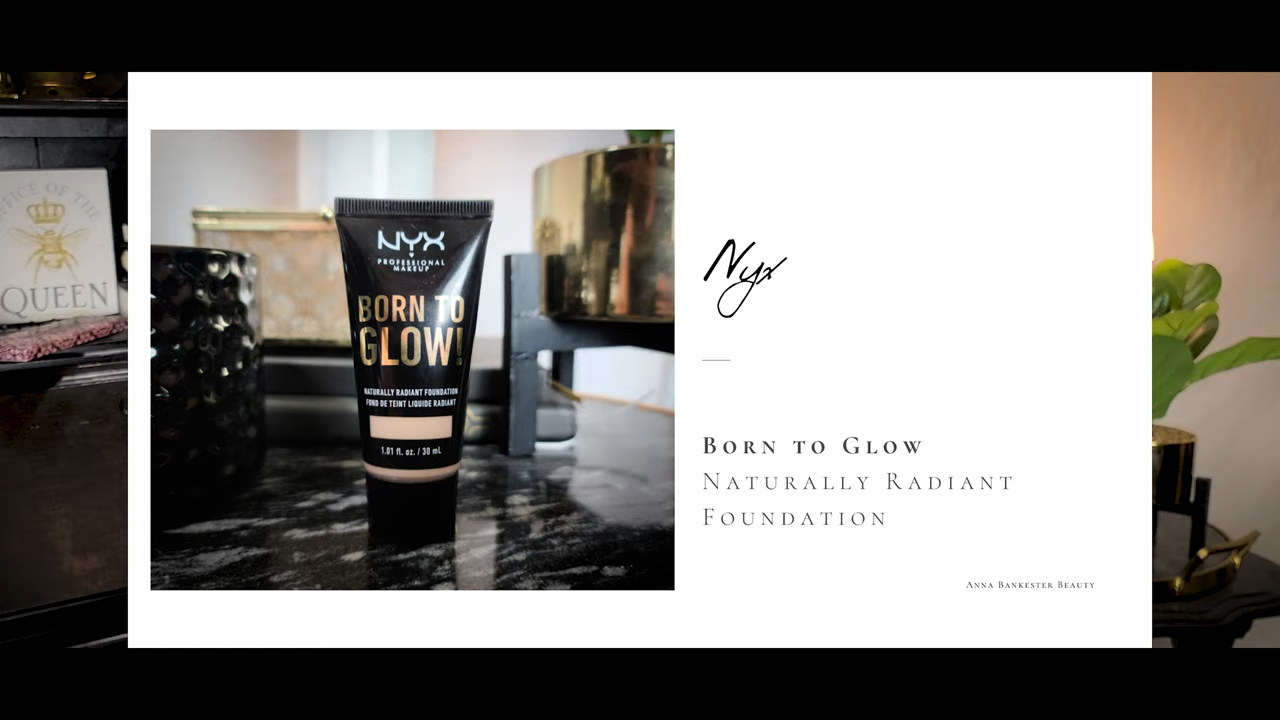 OFFICE OF THE
QUEEN
NYX
PROFESSIONAL
MAKEUP
BORN TO
GLOW!
NATURALLY RADIANT FOUNDATION
FOND DE TEINT LIQUIDE RADIANT
1.01 fl. oz. / 30 mL
Nyx
Born to Glow
Naturally Radiant
Foundation
Anna Bankester Beauty